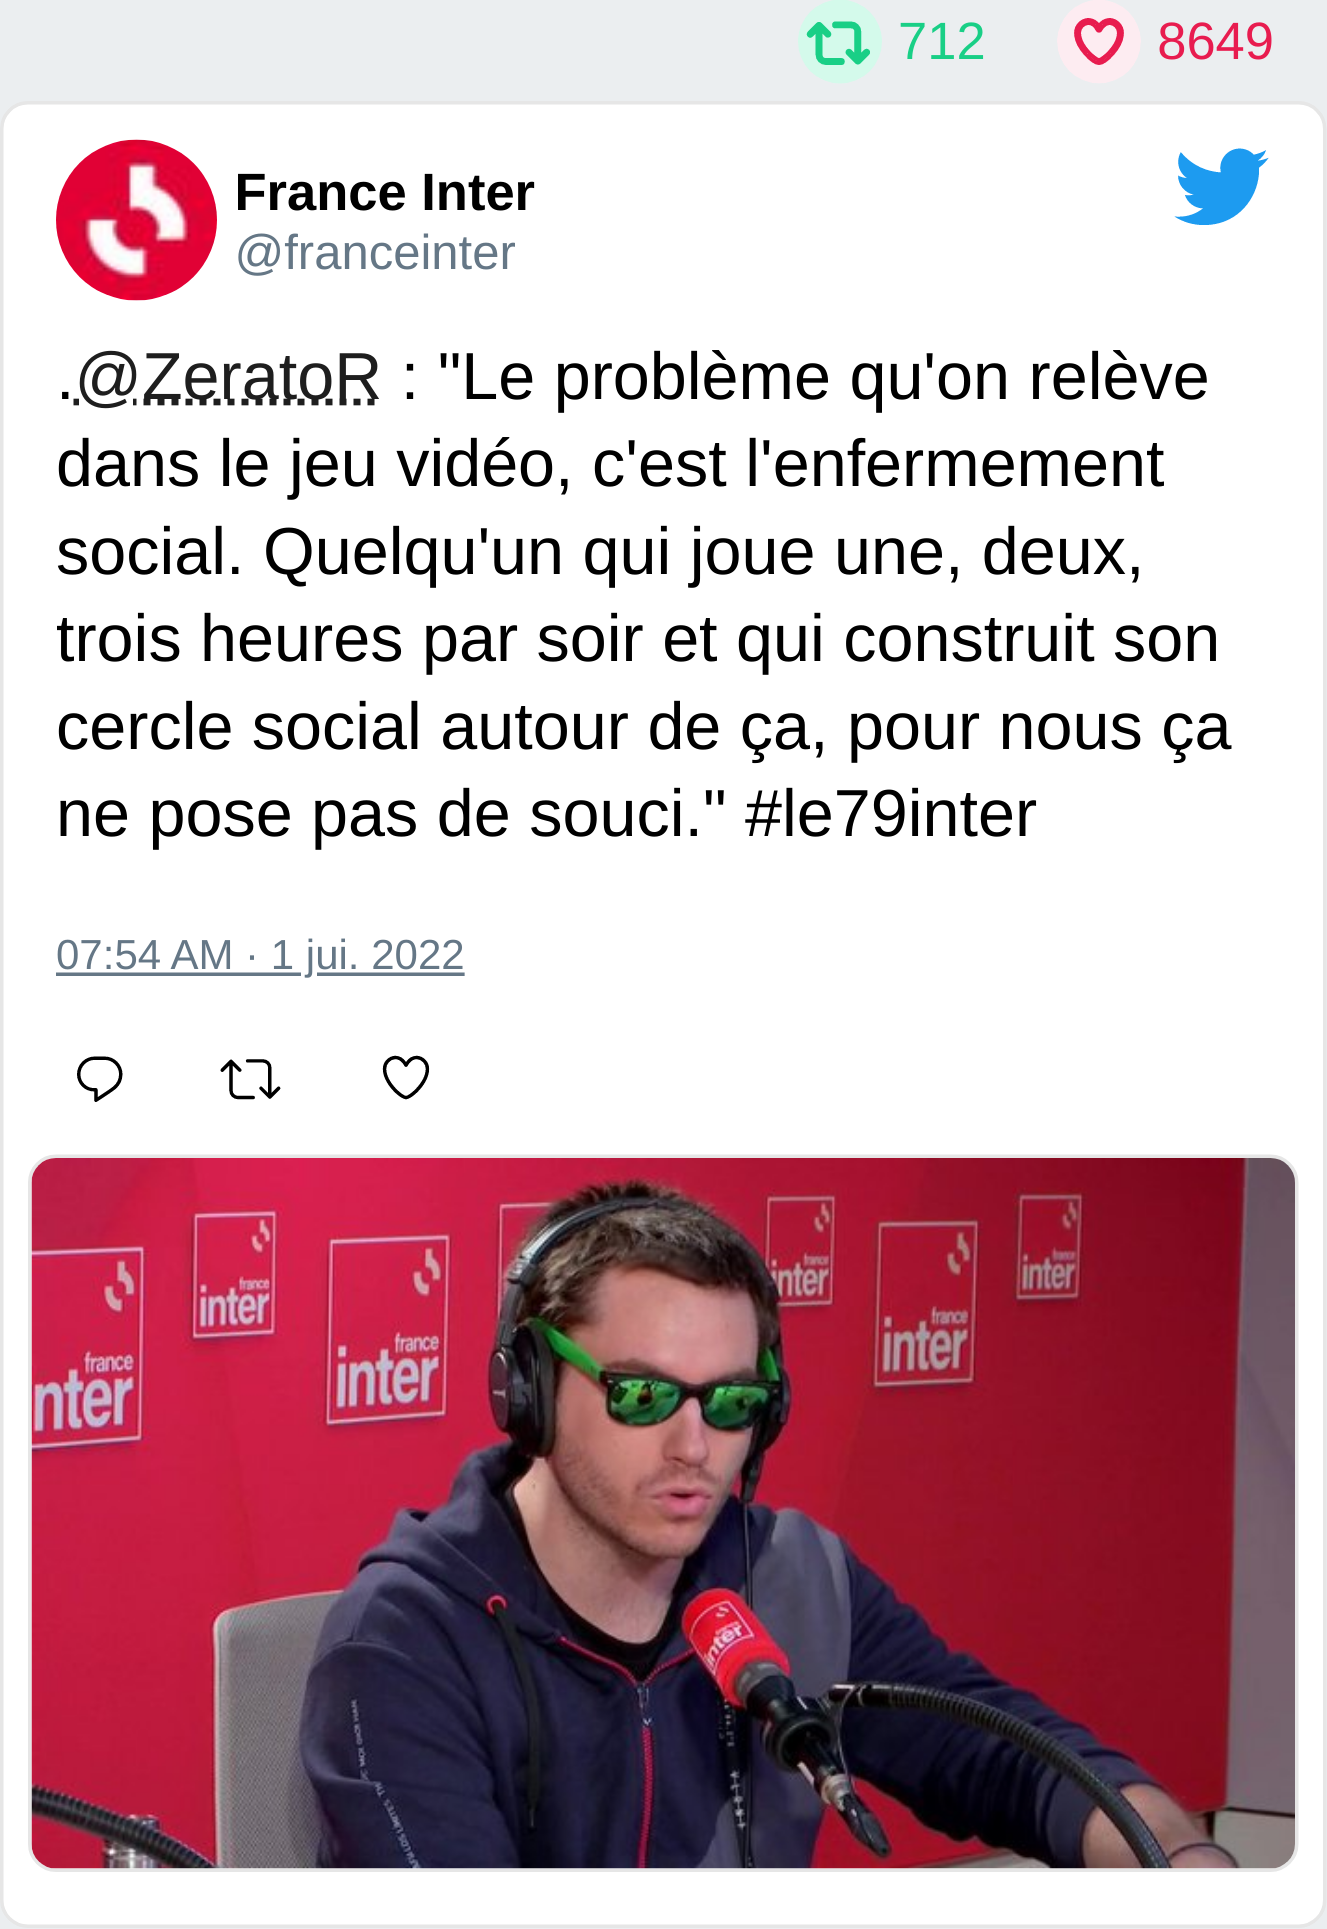 712 8649
France Inter
@franceinter
.@ZeratoR : "Le problème qu'on relève
dans le jeu vidéo, c'est l'enfermement
social. Quelqu'un qui joue une, deux,
trois heures par soir et qui construit son
cercle social autour de ça, pour nous ça
ne pose pas de souci." #le79inter
07:54 AM · 1 jui. 2022
france
nter
france
inter
france
inter
france
inter
france
inter
france
inter
inter